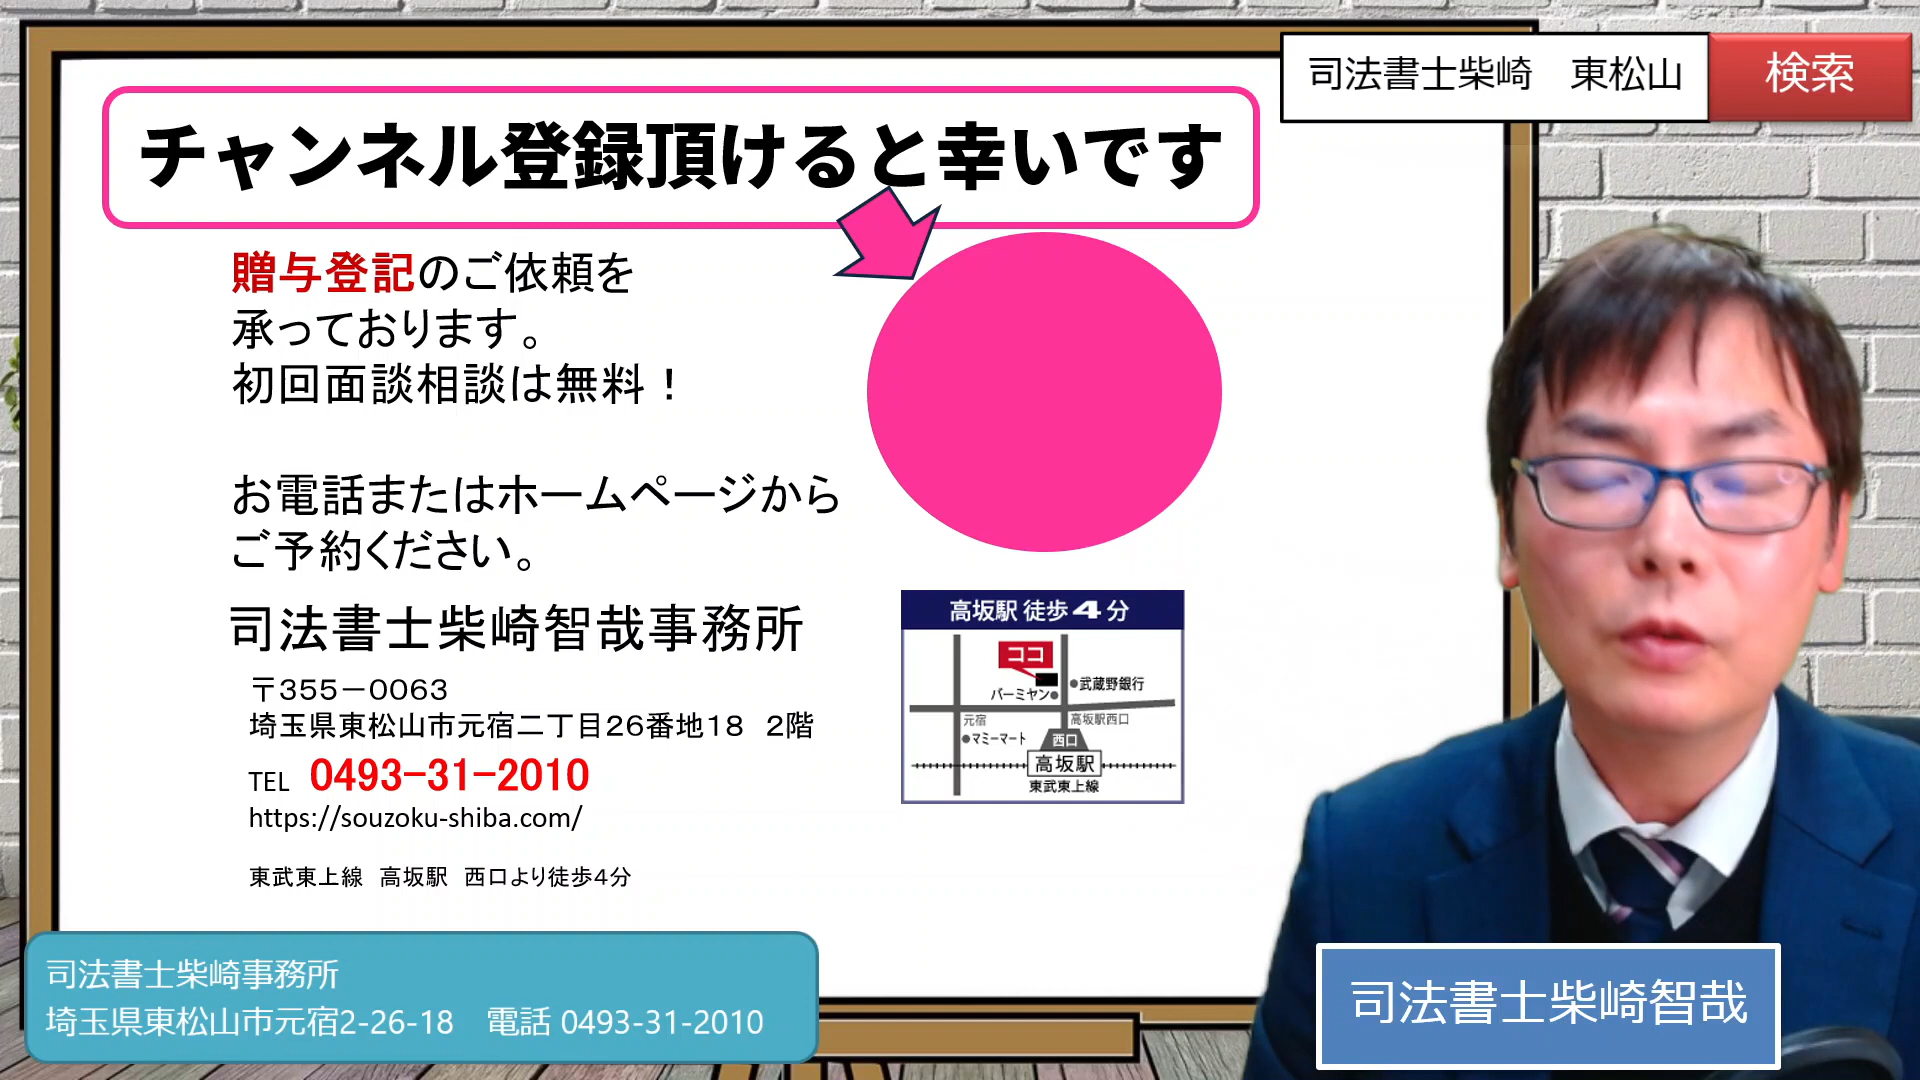 司法書士柴崎　東松山
検索
チャンネル登録頂けると幸いです
贈与登記のご依頼を
承っております。
初回面談相談は無料！
お電話またはホームページから
ご予約ください。
司法書士柴崎智哉事務所
〒355－0063
埼玉県東松山市元宿二丁目26番地18　2階
TEL　0493-31-2010
https://souzoku-shiba.com/
東武東上線　高坂駅　西口より徒歩4分
高坂駅 徒歩 4 分
ココ
バーミヤン
武蔵野銀行
元宿
高坂駅西口
マミーマート
西口
高坂駅
東武東上線
司法書士柴崎事務所
埼玉県東松山市元宿2-26-18　電話 0493-31-2010
司法書士柴崎智哉